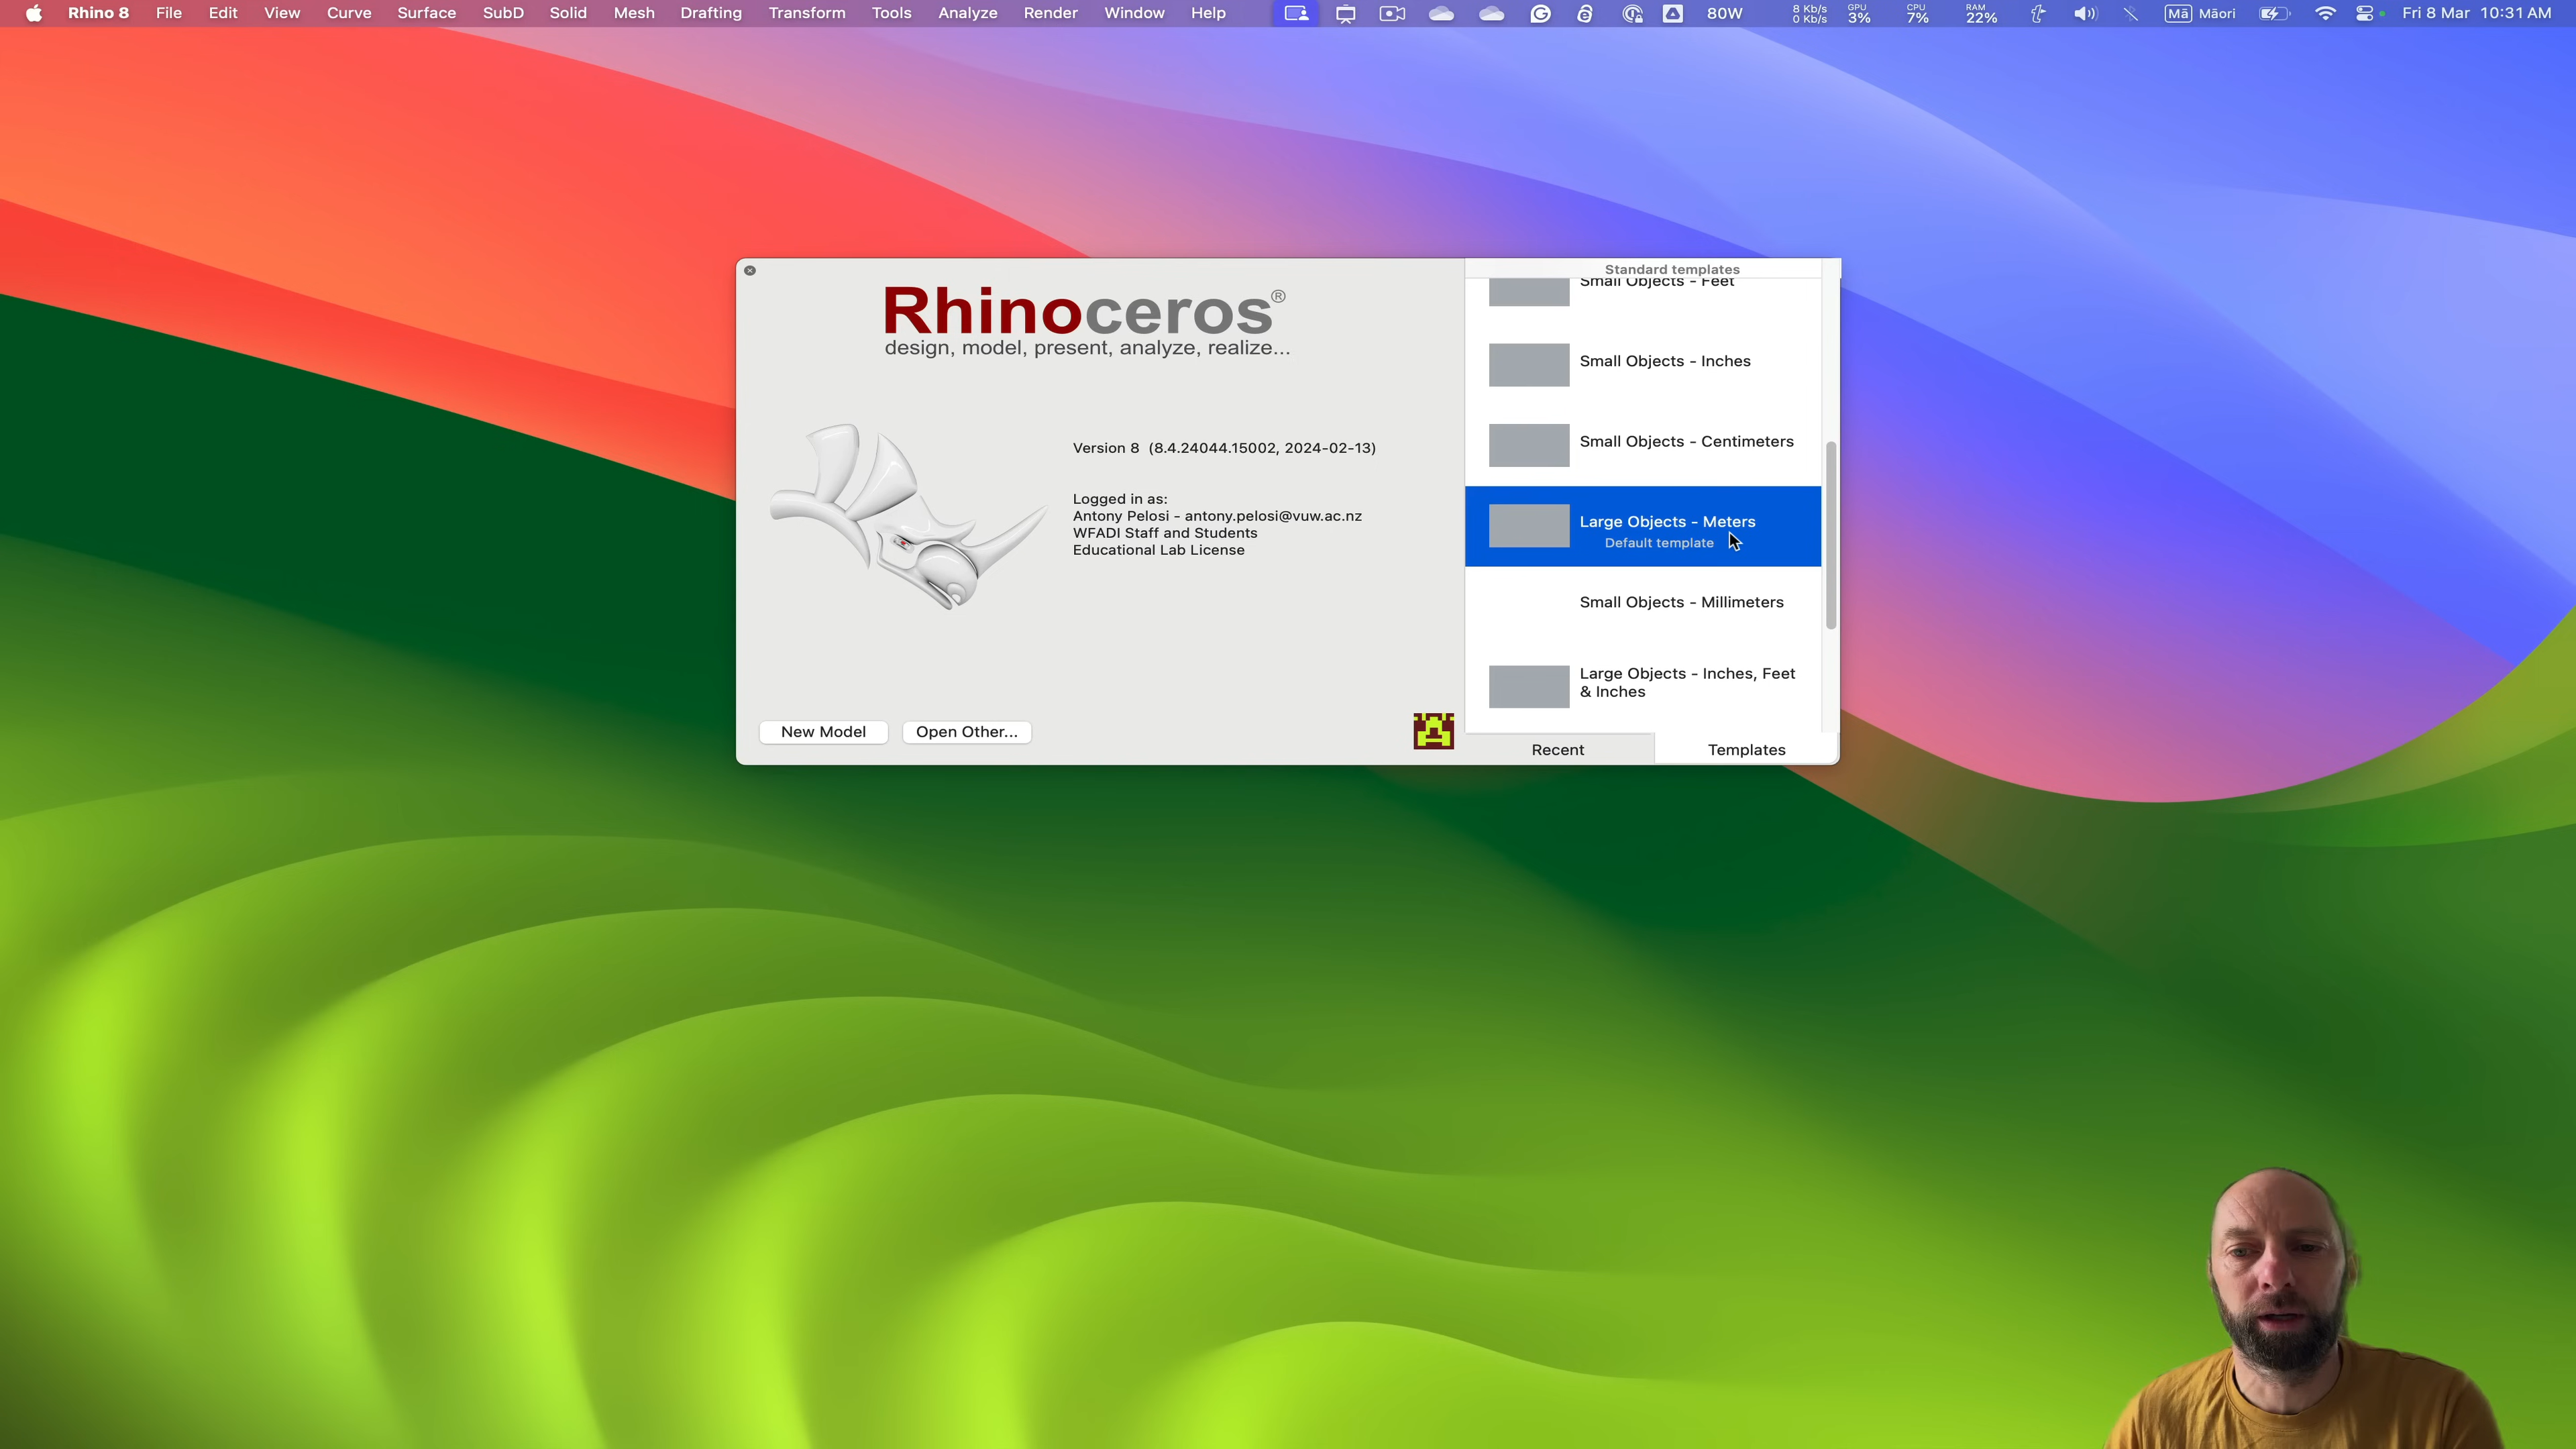 Rhino 8 File Edit View Curve Surface SubD Solid Mesh Drafting Transform Tools Analyze Render Window Help 80W 8 Kb/s 0 Kb/s GPU 3% CPU 7% RAM 22% Mā Māori Fri 8 Mar 10:31 AM
Rhinoceros®
design, model, present, analyze, realize...
Version 8 (8.4.24044.15002, 2024-02-13)
Logged in as:
Antony Pelosi - antony.pelosi@vuw.ac.nz
WFADI Staff and Students
Educational Lab License
New Model
Open Other...
Standard templates
Small Objects - Feet
Small Objects - Inches
Small Objects - Centimeters
Large Objects - Meters
Default template
Small Objects - Millimeters
Large Objects - Inches, Feet
& Inches
Recent
Templates